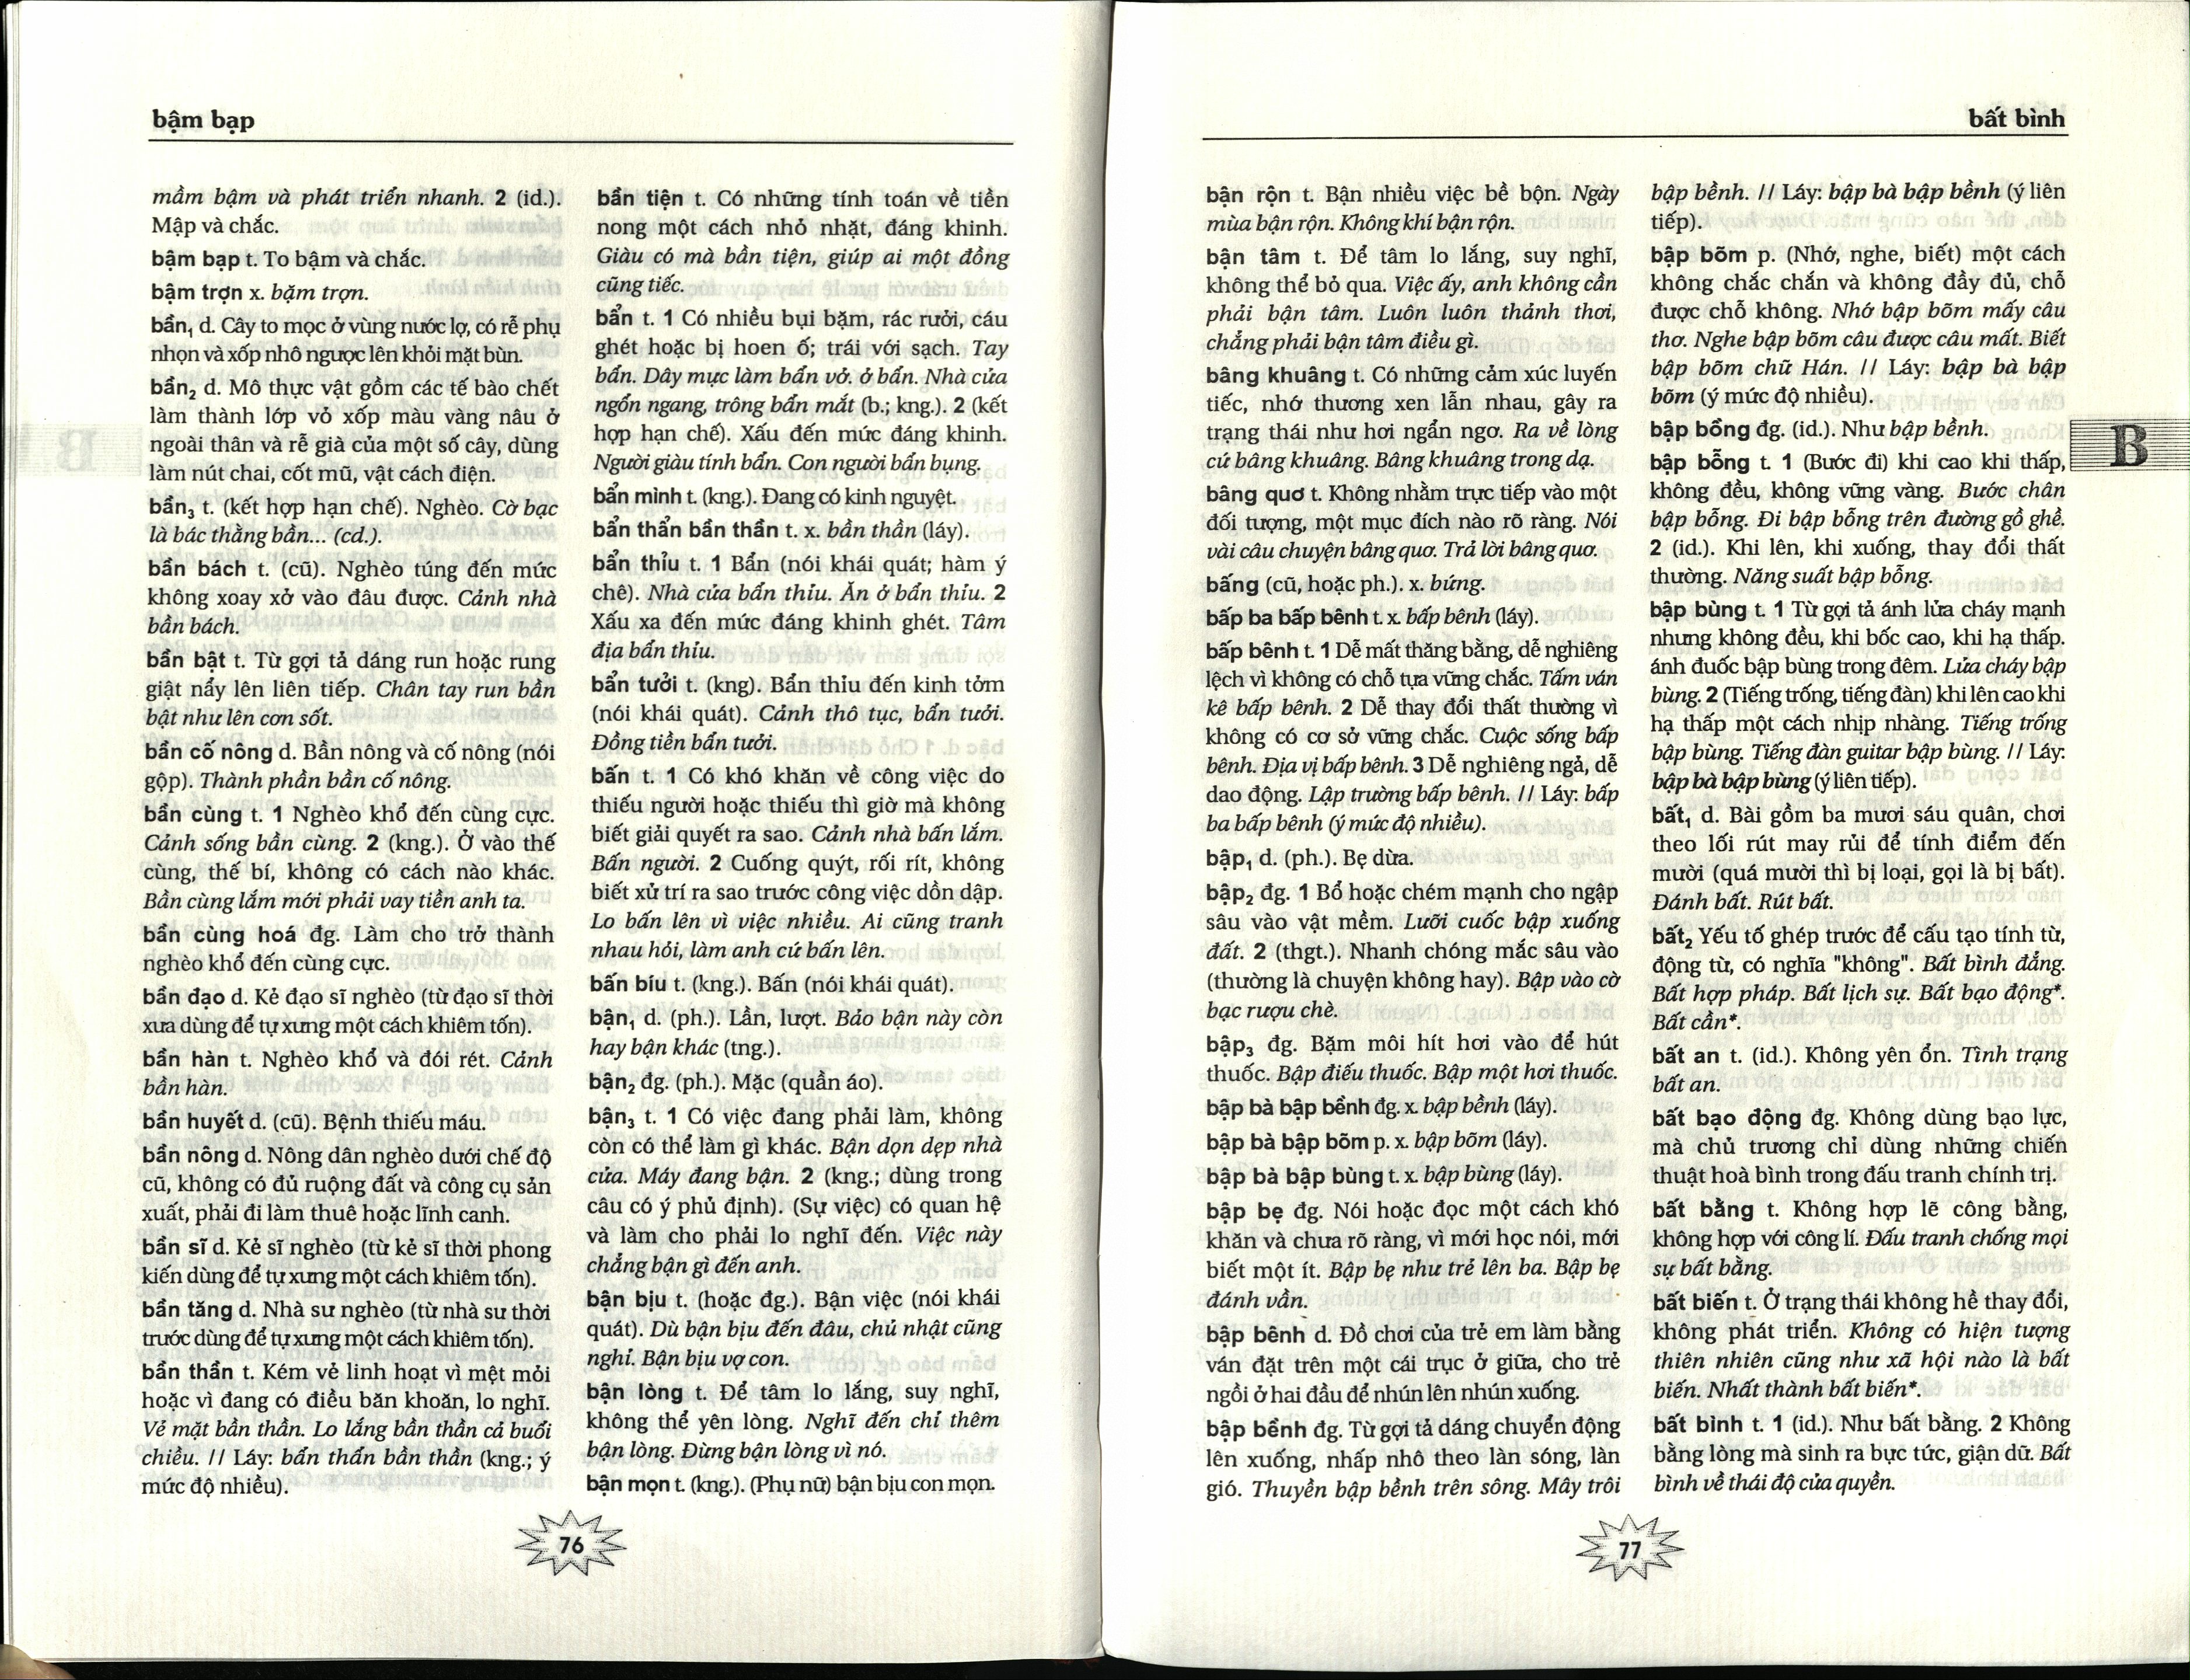 bậm bạp
mầm bậm và phát triển nhanh. 2 (id.).
Mập và chắc.
bậm bạp t. To bậm và chắc.
bậm trợn x. bặm trợn.
bần₁ d. Cây to mọc ở vùng nước lợ, có rễ phụ
nhọn và xốp nhô ngược lên khỏi mặt bùn.
bần₂ d. Mô thực vật gồm các tế bào chết
làm thành lớp vỏ xốp màu vàng nâu ở
ngoài thân và rễ già của một số cây, dùng
làm nút chai, cốt mũ, vật cách điện.
bần₃ t. (kết hợp hạn chế). Nghèo. Cờ bạc
là bác thằng bần... (cd.).
bần bách t. (cũ). Nghèo túng đến mức
không xoay xở vào đâu được. Cảnh nhà
bần bách.
bần bật t. Từ gợi tả dáng run hoặc rung
giật nẩy lên liên tiếp. Chân tay run bần
bật như lên cơn sốt.
bần cố nông d. Bần nông và cố nông (nói
gộp). Thành phần bần cố nông.
bần cùng t. 1 Nghèo khổ đến cùng cực.
Cảnh sống bần cùng. 2 (kng.). Ở vào thế
cùng, thế bí, không có cách nào khác.
Bần cùng lắm mới phải vay tiền anh ta.
bần cùng hoá đg. Làm cho trở thành
nghèo khổ đến cùng cực.
bần đạo d. Kẻ đạo sĩ nghèo (từ đạo sĩ thời
xưa dùng để tự xưng một cách khiêm tốn).
bần hàn t. Nghèo khổ và đói rét. Cảnh
bần hàn.
bần huyết d. (cũ). Bệnh thiếu máu.
bần nông d. Nông dân nghèo dưới chế độ
cũ, không có đủ ruộng đất và công cụ sản
xuất, phải đi làm thuê hoặc lĩnh canh.
bần sĩ d. Kẻ sĩ nghèo (từ kẻ sĩ thời phong
kiến dùng để tự xưng một cách khiêm tốn).
bần tăng d. Nhà sư nghèo (từ nhà sư thời
trước dùng để tự xưng một cách khiêm tốn).
bần thần t. Kém vẻ linh hoạt vì mệt mỏi
hoặc vì đang có điều băn khoăn, lo nghĩ.
Vẻ mặt bần thần. Lo lắng bần thần cả buổi
chiều. // Láy: bẩn thẩn bần thần (kng.; ý
mức độ nhiều).
bần tiện t. Có những tính toán về tiền
nong một cách nhỏ nhặt, đáng khinh.
Giàu có mà bần tiện, giúp ai một đồng
cũng tiếc.
bẩn t. 1 Có nhiều bụi bặm, rác rưởi, cáu
ghét hoặc bị hoen ố; trái với sạch. Tay
bẩn. Dây mực làm bẩn vở. ở bẩn. Nhà cửa
ngổn ngang, trông bẩn mắt (b.; kng.). 2 (kết
hợp hạn chế). Xấu đến mức đáng khinh.
Người giàu tính bẩn. Con người bẩn bụng.
bẩn mình t. (kng.). Đang có kinh nguyệt.
bẩn thẩn bần thần t. x. bần thần (láy).
bẩn thỉu t. 1 Bẩn (nói khái quát; hàm ý
chê). Nhà cửa bẩn thỉu. Ăn ở bẩn thỉu. 2
Xấu xa đến mức đáng khinh ghét. Tâm
địa bẩn thỉu.
bẩn tưởi t. (kng). Bẩn thỉu đến kinh tởm
(nói khái quát). Cảnh thô tục, bẩn tưởi.
Đồng tiền bẩn tưởi.
bấn t. 1 Có khó khăn về công việc do
thiếu người hoặc thiếu thì giờ mà không
biết giải quyết ra sao. Cảnh nhà bấn lắm.
Bấn người. 2 Cuống quýt, rối rít, không
biết xử trí ra sao trước công việc dồn dập.
Lo bấn lên vì việc nhiều. Ai cũng tranh
nhau hỏi, làm anh cứ bấn lên.
bấn bíu t. (kng.). Bấn (nói khái quát).
bận₁ d. (ph.). Lần, lượt. Bảo bận này còn
hay bận khác (tng.).
bận₂ đg. (ph.). Mặc (quần áo).
bận₃ t. 1 Có việc đang phải làm, không
còn có thể làm gì khác. Bận dọn dẹp nhà
cửa. Máy đang bận. 2 (kng.; dùng trong
câu có ý phủ định). (Sự việc) có quan hệ
và làm cho phải lo nghĩ đến. Việc này
chẳng bận gì đến anh.
bận bịu t. (hoặc đg.). Bận việc (nói khái
quát). Dù bận bịu đến đâu, chủ nhật cũng
nghỉ. Bận bịu vợ con.
bận lòng t. Để tâm lo lắng, suy nghĩ,
không thể yên lòng. Nghĩ đến chỉ thêm
bận lòng. Đừng bận lòng vì nó.
bận mọn t. (kng.). (Phụ nữ) bận bịu con mọn.
76
bất bình
bận rộn t. Bận nhiều việc bề bộn. Ngày
mùa bận rộn. Không khí bận rộn.
bận tâm t. Để tâm lo lắng, suy nghĩ,
không thể bỏ qua. Việc ấy, anh không cần
phải bận tâm. Luôn luôn thảnh thơi,
chẳng phải bận tâm điều gì.
bâng khuâng t. Có những cảm xúc luyến
tiếc, nhớ thương xen lẫn nhau, gây ra
trạng thái như hơi ngẩn ngơ. Ra về lòng
cứ bâng khuâng. Bâng khuâng trong dạ.
bâng quơ t. Không nhằm trực tiếp vào một
đối tượng, một mục đích nào rõ ràng. Nói
vài câu chuyện bâng quơ. Trả lời bâng quơ.
bấng (cũ, hoặc ph.). x. bứng.
bấp ba bấp bênh t. x. bấp bênh (láy).
bấp bênh t. 1 Dễ mất thăng bằng, dễ nghiêng
lệch vì không có chỗ tựa vững chắc. Tấm ván
kê bấp bênh. 2 Dễ thay đổi thất thường vì
không có cơ sở vững chắc. Cuộc sống bấp
bênh. Địa vị bấp bênh. 3 Dễ nghiêng ngả, dễ
dao động. Lập trường bấp bênh. // Láy: bấp
ba bấp bênh (ý mức độ nhiều).
bập₁ d. (ph.). Bẹ dừa.
bập₂ đg. 1 Bổ hoặc chém mạnh cho ngập
sâu vào vật mềm. Lưỡi cuốc bập xuống
đất. 2 (thgt.). Nhanh chóng mắc sâu vào
(thường là chuyện không hay). Bập vào cờ
bạc rượu chè.
bập₃ đg. Bặm môi hít hơi vào để hút
thuốc. Bập điếu thuốc. Bập một hơi thuốc.
bập bà bập bềnh đg. x. bập bềnh (láy).
bập bà bập bõm p. x. bập bõm (láy).
bập bà bập bùng t. x. bập bùng (láy).
bập bẹ đg. Nói hoặc đọc một cách khó
khăn và chưa rõ ràng, vì mới học nói, mới
biết một ít. Bập bẹ như trẻ lên ba. Bập bẹ
đánh vần.
bập bênh d. Đồ chơi của trẻ em làm bằng
ván đặt trên một cái trục ở giữa, cho trẻ
ngồi ở hai đầu để nhún lên nhún xuống.
bập bềnh đg. Từ gợi tả dáng chuyển động
lên xuống, nhấp nhô theo làn sóng, làn
gió. Thuyền bập bềnh trên sông. Mây trôi
bập bềnh. // Láy: bập bà bập bềnh (ý liên
tiếp).
bập bõm p. (Nhớ, nghe, biết) một cách
không chắc chắn và không đầy đủ, chỗ
được chỗ không. Nhớ bập bõm mấy câu
thơ. Nghe bập bõm câu được câu mất. Biết
bập bõm chữ Hán. // Láy: bập bà bập
bõm (ý mức độ nhiều).
bập bồng đg. (id.). Như bập bềnh.
bập bỗng t. 1 (Bước đi) khi cao khi thấp,
không đều, không vững vàng. Bước chân
bập bỗng. Đi bập bỗng trên đường gồ ghề.
2 (id.). Khi lên, khi xuống, thay đổi thất
thường. Năng suất bập bỗng.
bập bùng t. 1 Từ gợi tả ánh lửa cháy mạnh
nhưng không đều, khi bốc cao, khi hạ thấp.
ánh đuốc bập bùng trong đêm. Lửa cháy bập
bùng. 2 (Tiếng trống, tiếng đàn) khi lên cao khi
hạ thấp một cách nhịp nhàng. Tiếng trống
bập bùng. Tiếng đàn guitar bập bùng. // Láy:
bập bà bập bùng (ý liên tiếp).
bất₁ d. Bài gồm ba mươi sáu quân, chơi
theo lối rút may rủi để tính điểm đến
mười (quá mười thì bị loại, gọi là bị bất).
Đánh bất. Rút bất.
bất₂ Yếu tố ghép trước để cấu tạo tính từ,
động từ, có nghĩa "không". Bất bình đẳng.
Bất hợp pháp. Bất lịch sự. Bất bạo động*.
Bất cần*.
bất an t. (id.). Không yên ổn. Tình trạng
bất an.
bất bạo động đg. Không dùng bạo lực,
mà chủ trương chỉ dùng những chiến
thuật hoà bình trong đấu tranh chính trị.
bất bằng t. Không hợp lẽ công bằng,
không hợp với công lí. Đấu tranh chống mọi
sự bất bằng.
bất biến t. Ở trạng thái không hề thay đổi,
không phát triển. Không có hiện tượng
thiên nhiên cũng như xã hội nào là bất
biến. Nhất thành bất biến*.
bất bình t. 1 (id.). Như bất bằng. 2 Không
bằng lòng mà sinh ra bực tức, giận dữ. Bất
bình về thái độ cửa quyền.
B
77